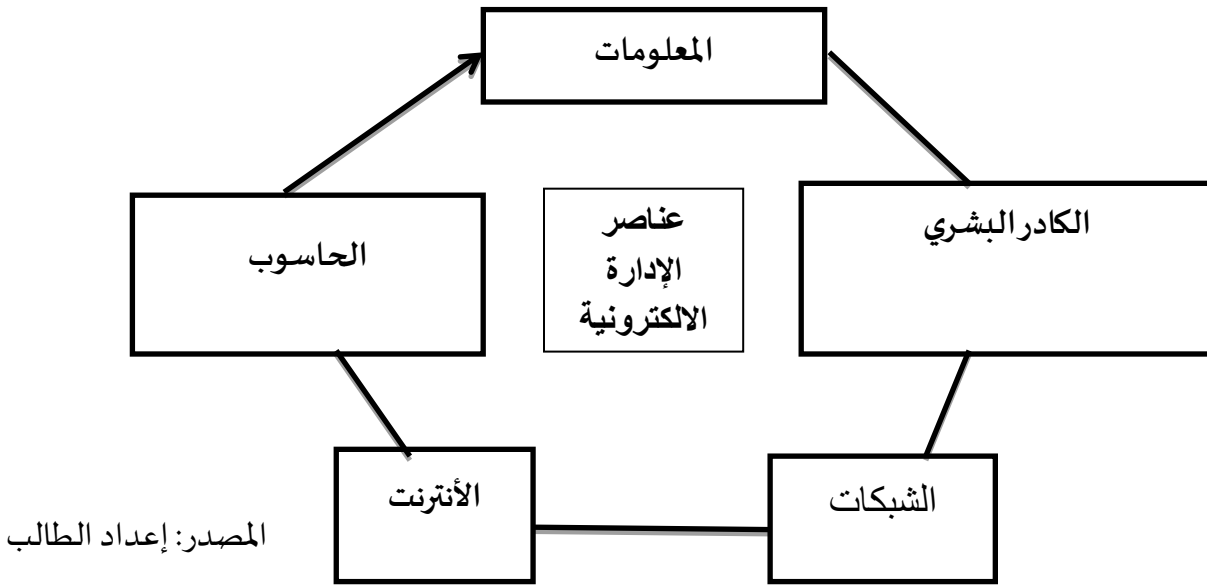 المعلومات
الكادر البشري
عناصر
الإدارة
الالكترونية
الحاسوب
الشبكات
الأنترنت
المصدر: إعداد الطالب